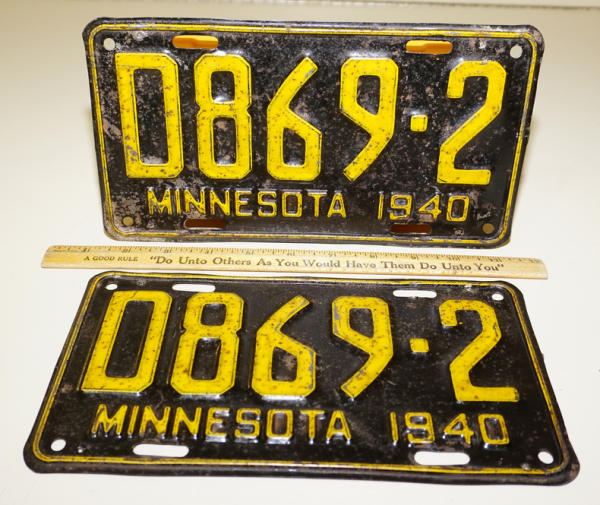 D869·2
MINNESOTA 1940
A GOOD RULE "Do Unto Others As You Would Have Them Do Unto You"
D869·2
MINNESOTA 1940